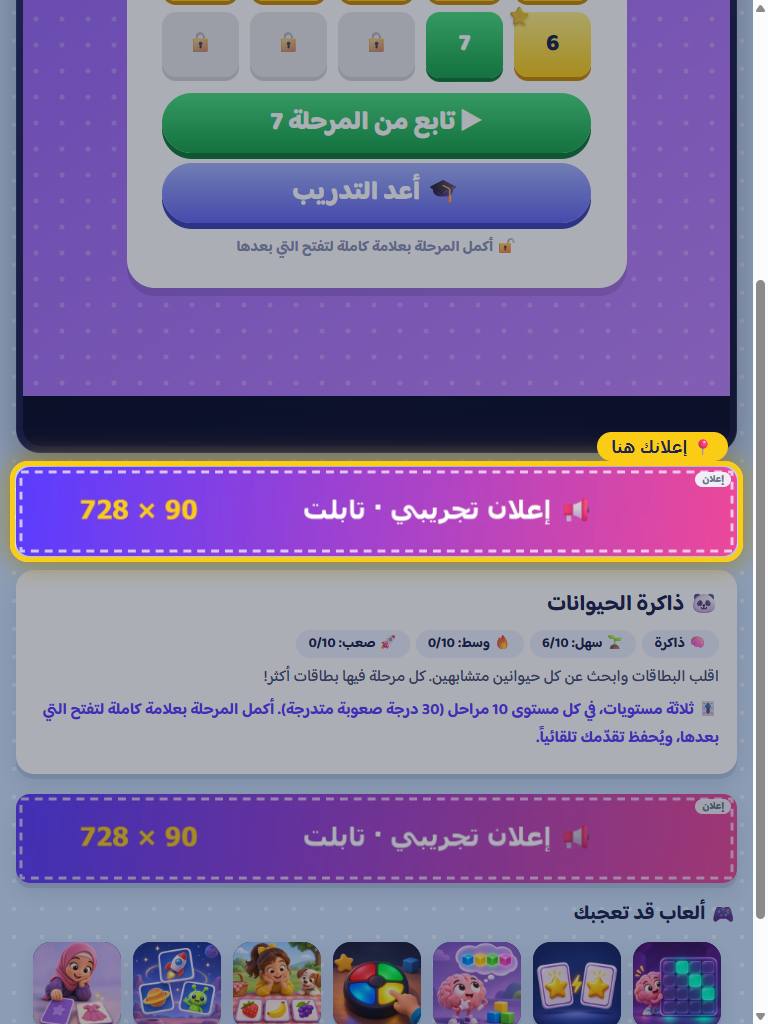 6
7
▶ تابع من المرحلة 7
🎓 أعد التدريب
🔓 أكمل المرحلة بعلامة كاملة لتفتح التي بعدها
📍 إعلانك هنا
إعلان
📢 إعلان تجريبي · تابلت 728 × 90
🐼 ذاكرة الحيوانات
🧠 ذاكرة 🌱 سهل: 6/10 🔥 وسط: 0/10 🚀 صعب: 0/10
اقلب البطاقات وابحث عن كل حيوانين متشابهين. كل مرحلة فيها بطاقات أكثر!
ثلاثة مستويات، في كل مستوى 10 مراحل (30 درجة صعوبة متدرجة). أكمل المرحلة بعلامة كاملة لتفتح التي
بعدها، ويُحفظ تقدّمك تلقائياً.
إعلان
📢 إعلان تجريبي · تابلت 728 × 90
🎮 ألعاب قد تعجبك